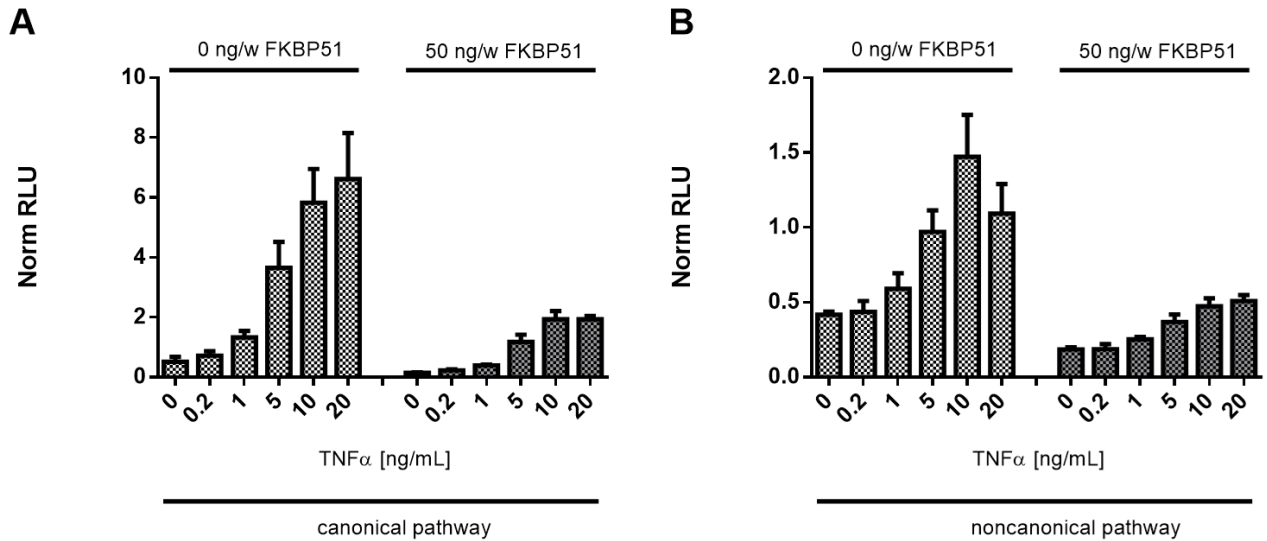 A
0 ng/w FKBP51 50 ng/w FKBP51
Norm RLU
10
8
6
4
2
0
0 0.2 1 5 10 20 0 0.2 1 5 10 20
TNFα [ng/mL]
canonical pathway
B
0 ng/w FKBP51 50 ng/w FKBP51
Norm RLU
2.0
1.5
1.0
0.5
0.0
0 0.2 1 5 10 20 0 0.2 1 5 10 20
TNFα [ng/mL]
noncanonical pathway